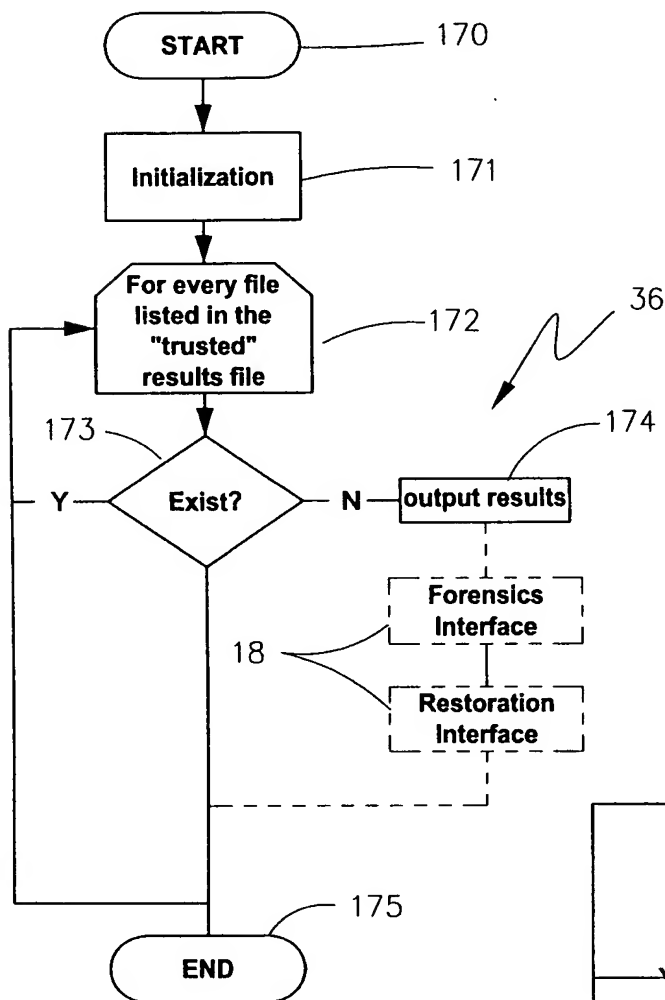 START
170
Initialization
171
For every file
listed in the
"trusted"
results file
172
36
173
Exist?
Y
N
174
output results
Forensics
Interface
18
Restoration
Interface
175
END
Y